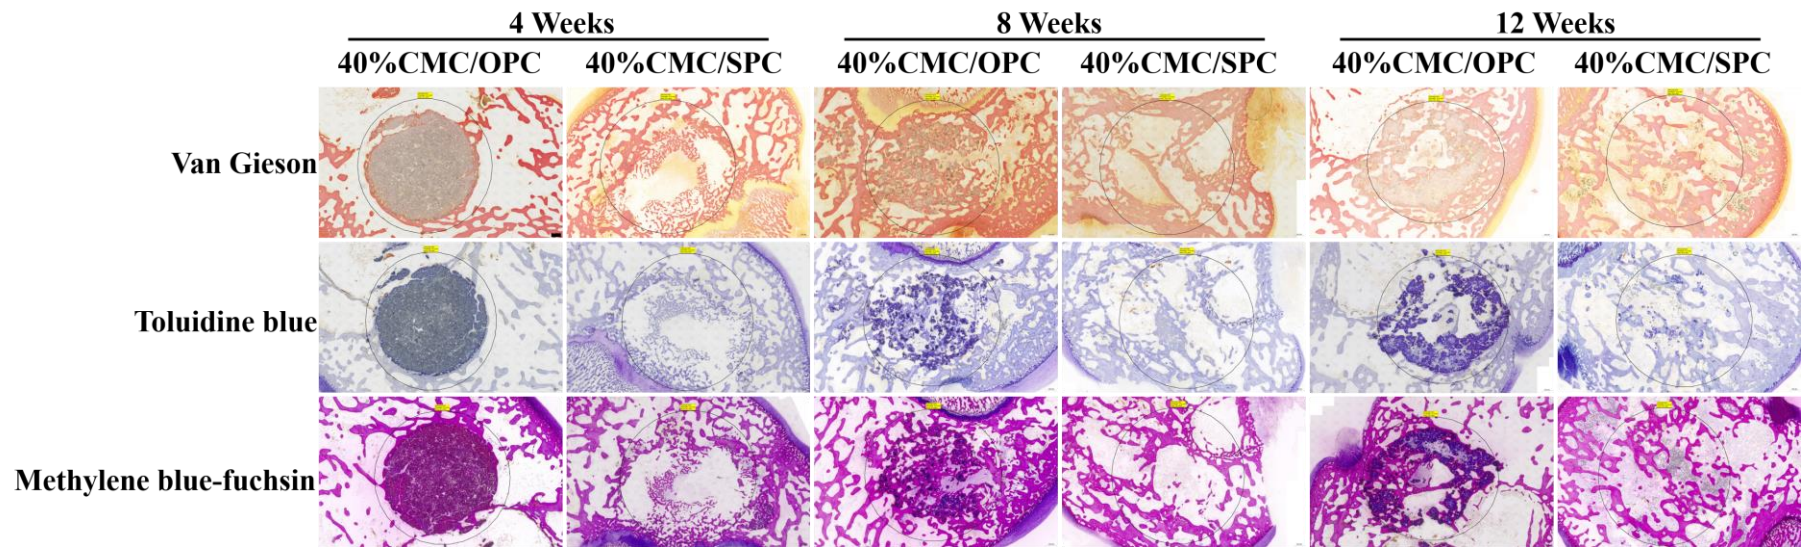 4 Weeks 8 Weeks 12 Weeks
40%CMC/OPC 40%CMC/SPC 40%CMC/OPC 40%CMC/SPC 40%CMC/OPC 40%CMC/SPC
Van Gieson
Toluidine blue
Methylene blue-fuchsin